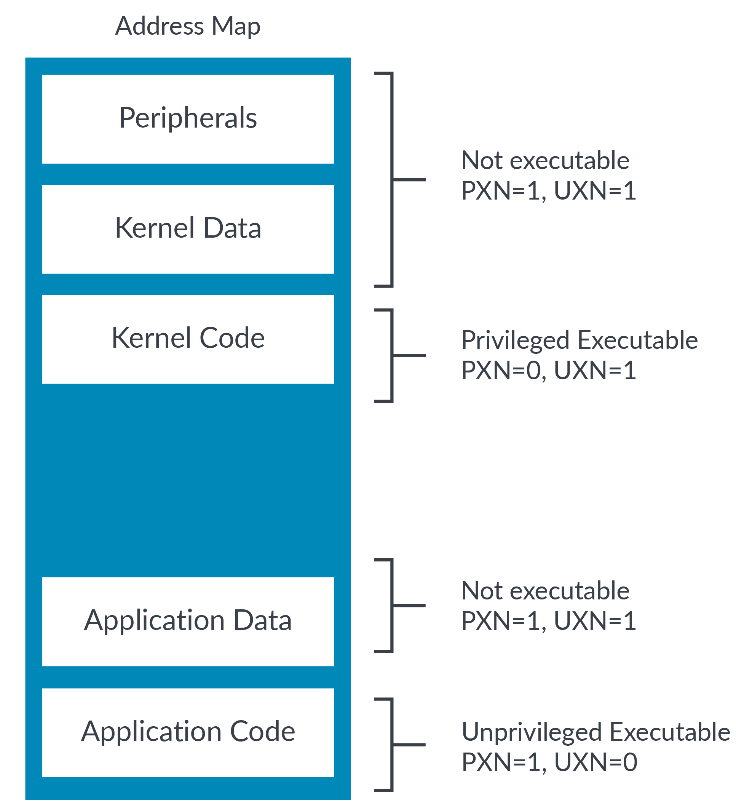 Address Map
Peripherals
Kernel Data
Not executable
PXN=1, UXN=1
Kernel Code
Privileged Executable
PXN=0, UXN=1
Application Data
Not executable
PXN=1, UXN=1
Application Code
Unprivileged Executable
PXN=1, UXN=0